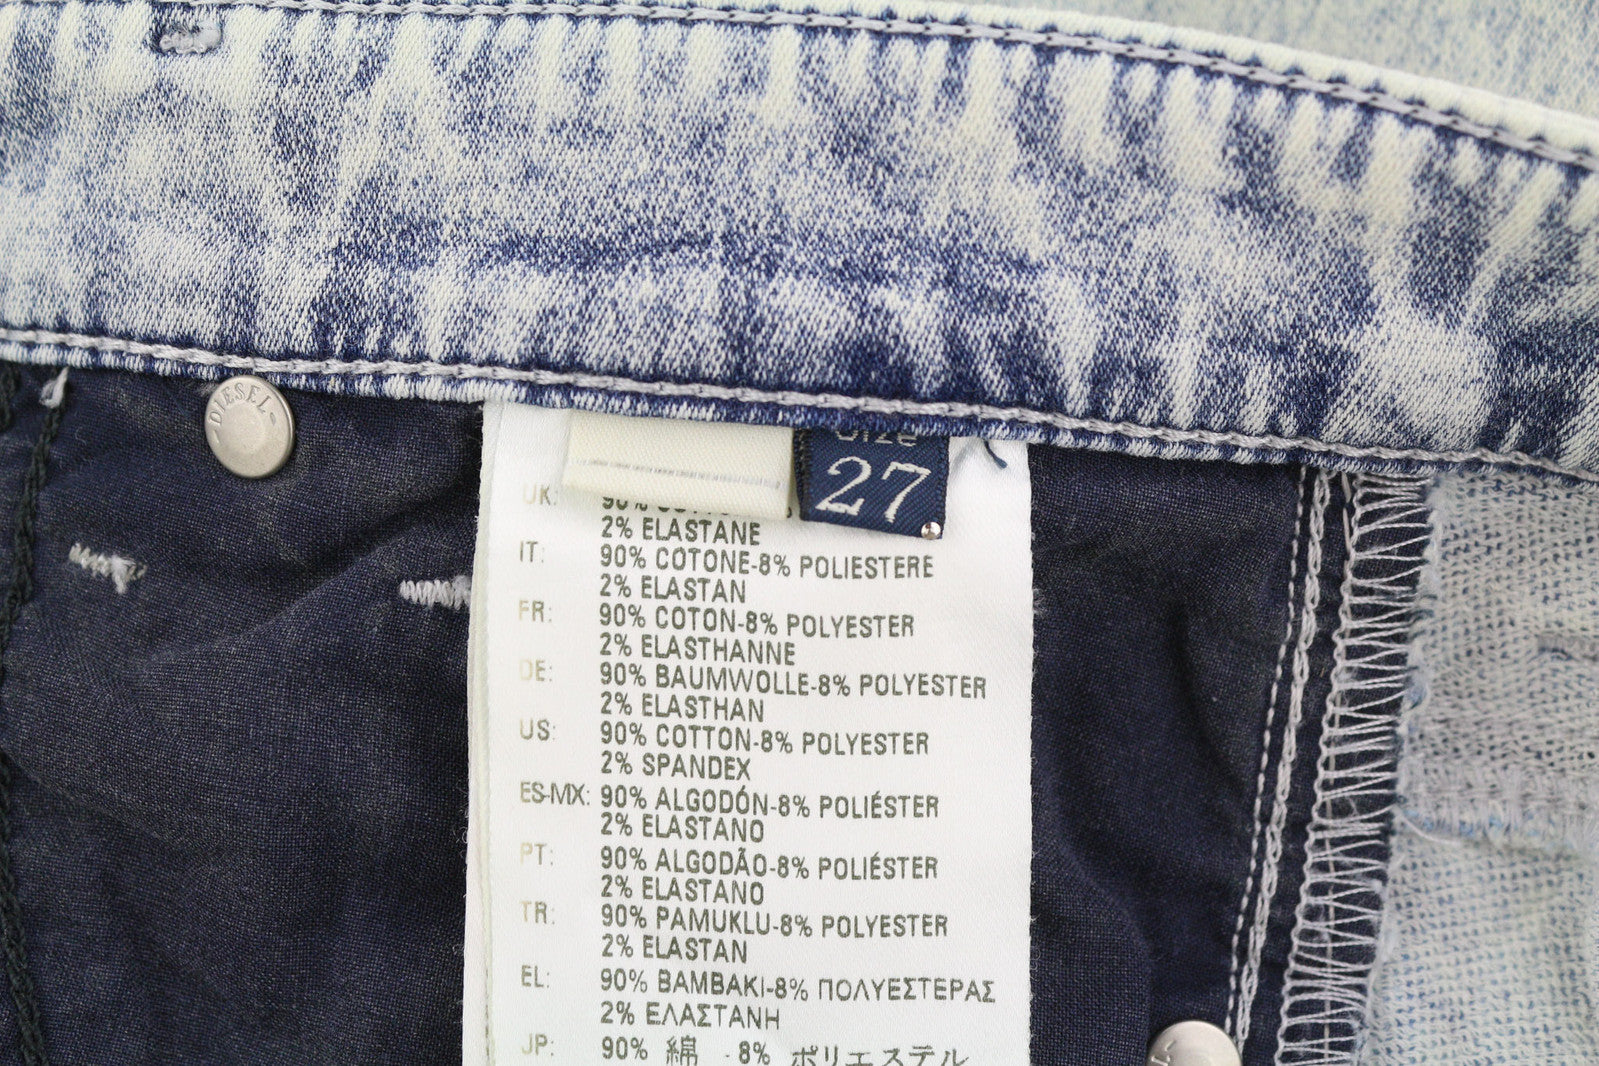 DIESEL
Size
27
UK:
2% ELASTANE
IT: 90% COTONE-8% POLIESTERE
2% ELASTAN
FR: 90% COTON-8% POLYESTER
2% ELASTHANNE
DE: 90% BAUMWOLLE-8% POLYESTER
2% ELASTHAN
US: 90% COTTON-8% POLYESTER
2% SPANDEX
ES-MX: 90% ALGODÓN-8% POLIÉSTER
2% ELASTANO
PT: 90% ALGODÃO-8% POLIÉSTER
2% ELASTANO
TR: 90% PAMUKLU-8% POLYESTER
2% ELASTAN
EL: 90% ΒΑΜΒΑΚΙ-8% ΠΟΛΥΕΣΤΕΡΑΣ
2% ΕΛΑΣΤΑΝΗ
JP: 90% 綿 - 8% ポリエステル